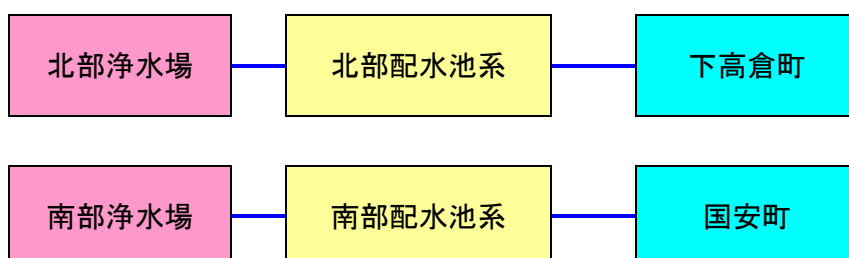 北部浄水場
北部配水池系
下高倉町
南部浄水場
南部配水池系
国安町